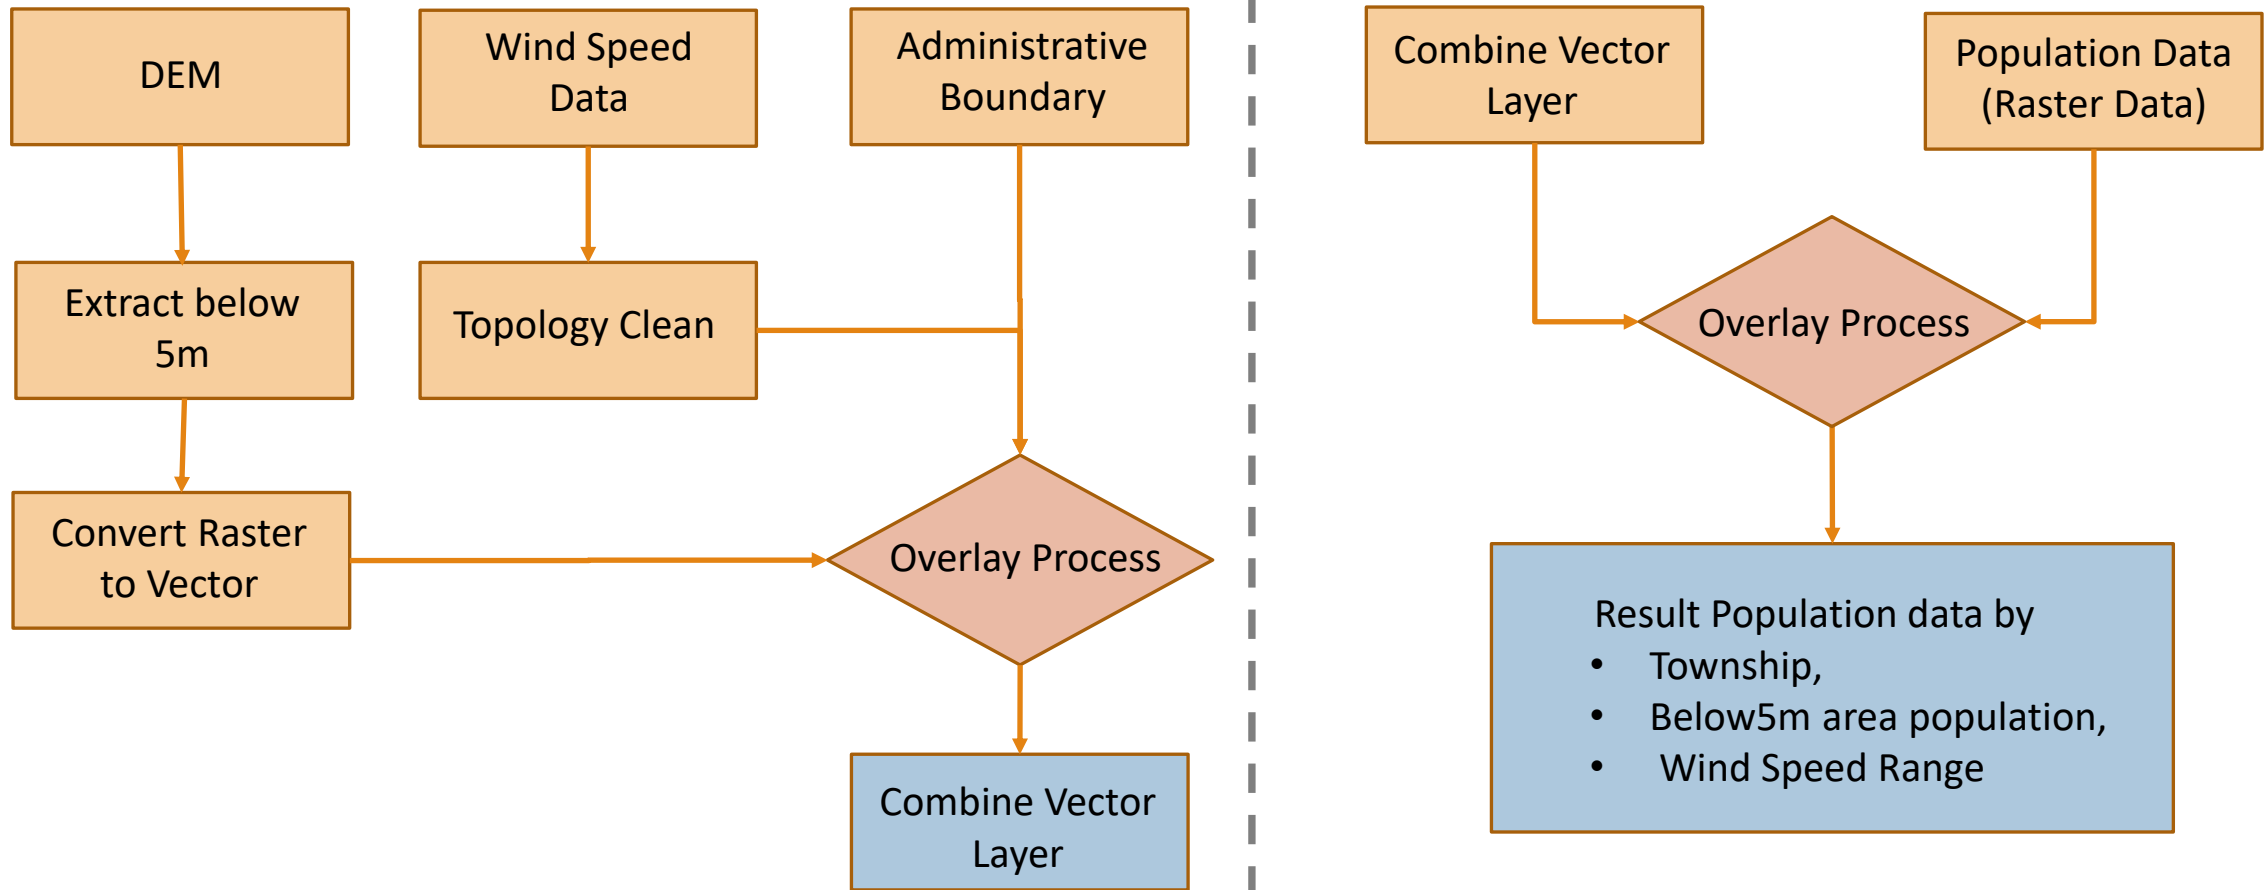 DEM
Wind Speed
Data
Administrative
Boundary
Extract below
5m
Topology Clean
Convert Raster
to Vector
Overlay Process
Combine Vector
Layer
Combine Vector
Layer
Population Data
(Raster Data)
Overlay Process
Result Population data by
• Township,
• Below5m area population,
• Wind Speed Range